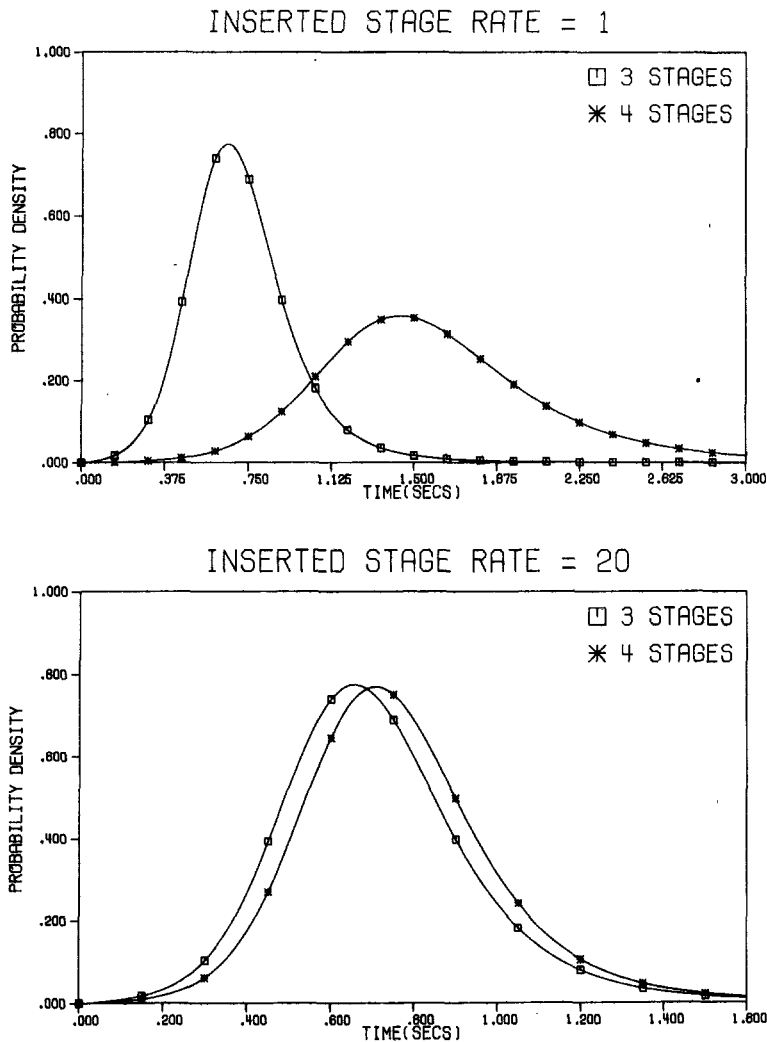 INSERTED STAGE RATE = 1
1.000
.800
.600
.400
.200
.000
PROBABILITY DENSITY
3 STAGES
4 STAGES
.000 .375 .750 1.125 1.500 1.875 2.250 2.625 3.000
TIME(SECS)
INSERTED STAGE RATE = 20
1.000
.800
.600
.400
.200
.000
PROBABILITY DENSITY
3 STAGES
4 STAGES
.000 .200 .400 .600 .800 1.000 1.200 1.400 1.600
TIME(SECS)